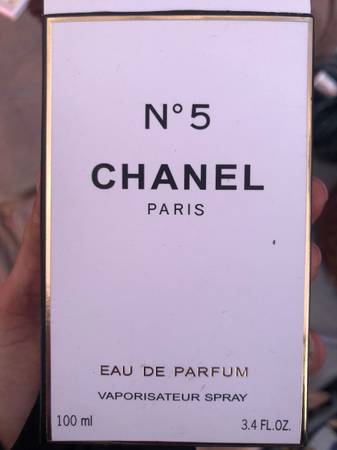 N°5
CHANEL
PARIS
EAU DE PARFUM
VAPORISATEUR SPRAY
100 ml 3.4 FL.OZ.